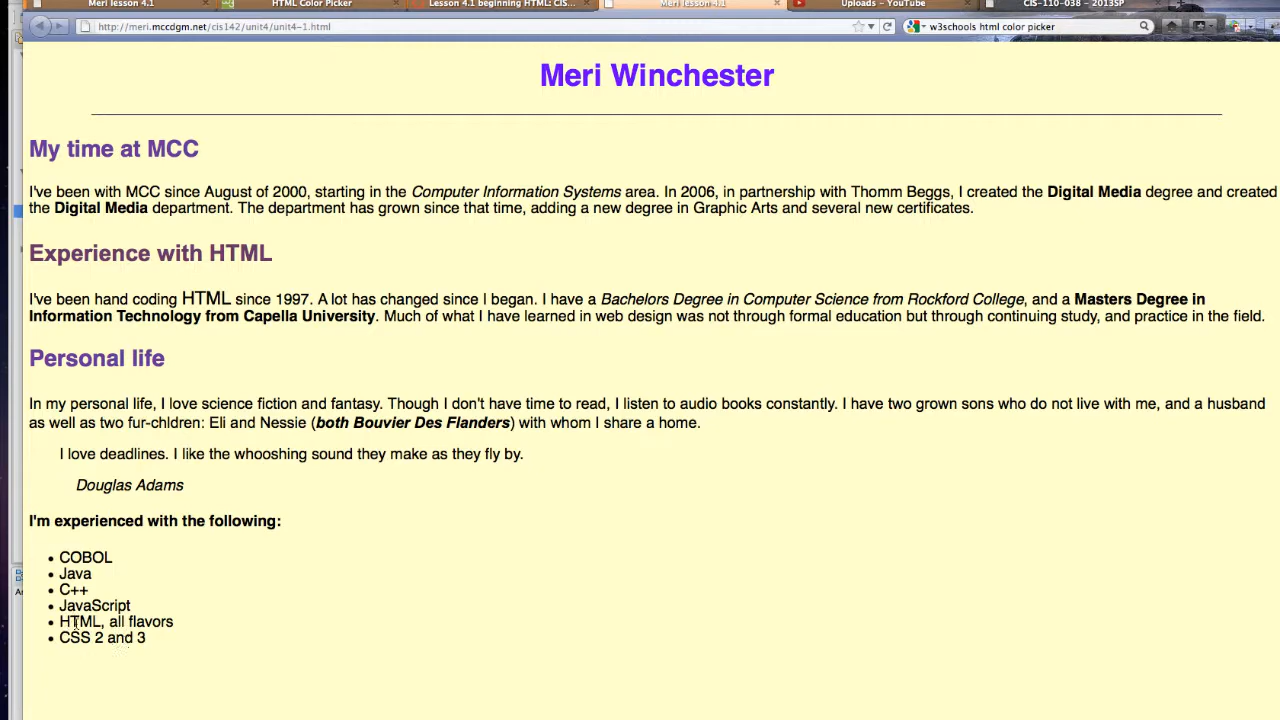 Meri lesson 4.1
HTML Color Picker
Lesson 4.1 beginning HTML: CIS...
Meri lesson 4.1
Uploads - YouTube
CIS-110-038 - 2013SP
http://meri.mccdgm.net/cis142/unit4/unit4-1.html
w3schools html color picker
Meri Winchester
My time at MCC
I've been with MCC since August of 2000, starting in the Computer Information Systems area. In 2006, in partnership with Thomm Beggs, I created the Digital Media degree and created
the Digital Media department. The department has grown since that time, adding a new degree in Graphic Arts and several new certificates.
Experience with HTML
I've been hand coding HTML since 1997. A lot has changed since I began. I have a Bachelors Degree in Computer Science from Rockford College, and a Masters Degree in
Information Technology from Capella University. Much of what I have learned in web design was not through formal education but through continuing study, and practice in the field.
Personal life
In my personal life, I love science fiction and fantasy. Though I don't have time to read, I listen to audio books constantly. I have two grown sons who do not live with me, and a husband
as well as two fur-chldren: Eli and Nessie (both Bouvier Des Flanders) with whom I share a home.
I love deadlines. I like the whooshing sound they make as they fly by.
Douglas Adams
I'm experienced with the following:
• COBOL
• Java
• C++
• JavaScript
• HTML, all flavors
• CSS 2 and 3